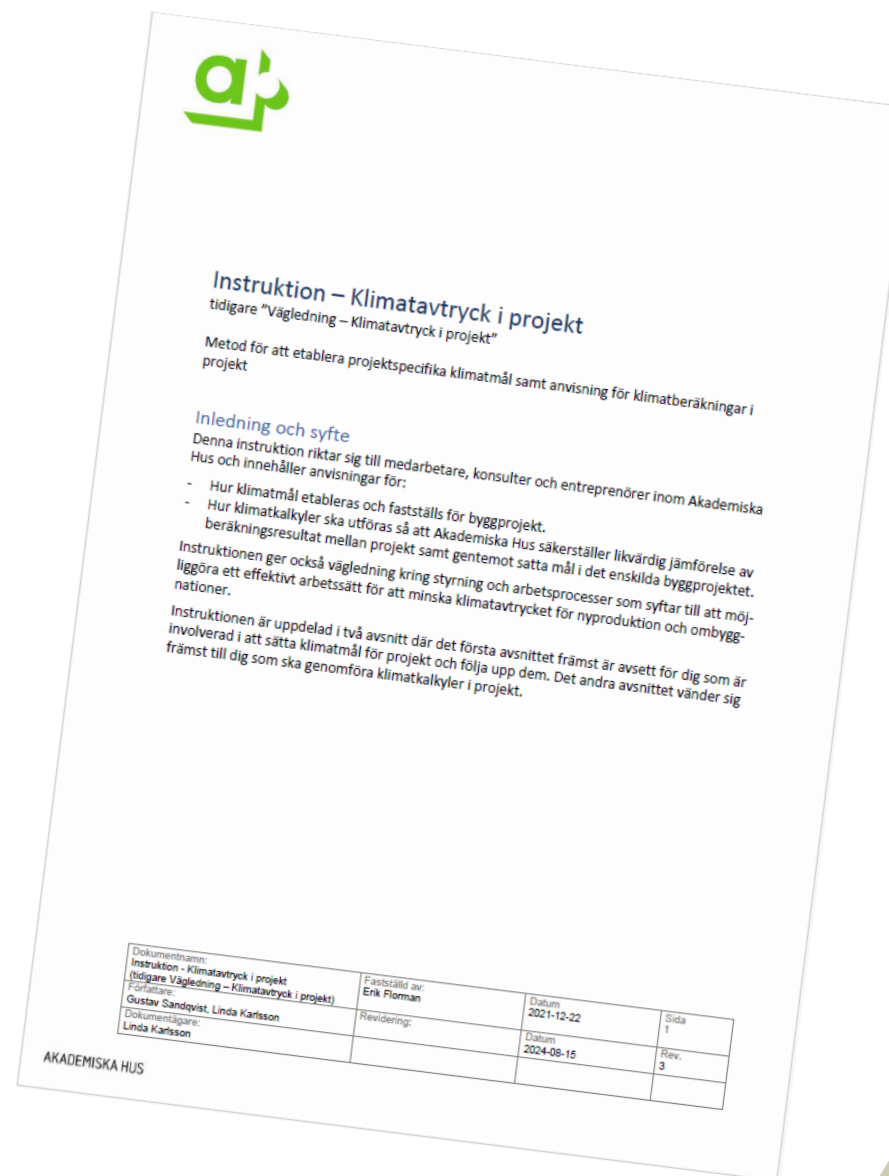 Instruktion – Klimatavtryck i projekt
tidigare "Vägledning – Klimatavtryck i projekt"
Metod för att etablera projektspecifika klimatmål samt anvisning för klimatberäkningar i
projekt
Inledning och syfte
Denna instruktion riktar sig till medarbetare, konsulter och entreprenörer inom Akademiska
Hus och innehåller anvisningar för:
- Hur klimatmål etableras och fastställs för byggprojekt.
- Hur klimatkalkyler ska utföras så att Akademiska Hus säkerställer likvärdig jämförelse av
beräkningsresultat mellan projekt samt gentemot satta mål i det enskilda byggprojektet.
Instruktionen ger också vägledning kring styrning och arbetsprocesser som syftar till att möj-
liggöra ett effektivt arbetssätt för att minska klimatavtrycket för nyproduktion och ombygg-
nationer.
Instruktionen är uppdelad i två avsnitt där det första avsnittet främst är avsett för dig som är
involverad i att sätta klimatmål för projekt och följa upp dem. Det andra avsnittet vänder sig
främst till dig som ska genomföra klimatkalkyler i projekt.
Dokumentnamn:
Instruktion - Klimatavtryck i projekt
(tidigare Vägledning – Klimatavtryck i projekt)
Fastställd av:
Erik Florman
Datum
2021-12-22
Sida
1
Författare:
Gustav Sandqvist, Linda Karlsson
Revidering:
Datum
2024-08-15
Rev.
3
Dokumentägare:
Linda Karlsson
AKADEMISKA HUS